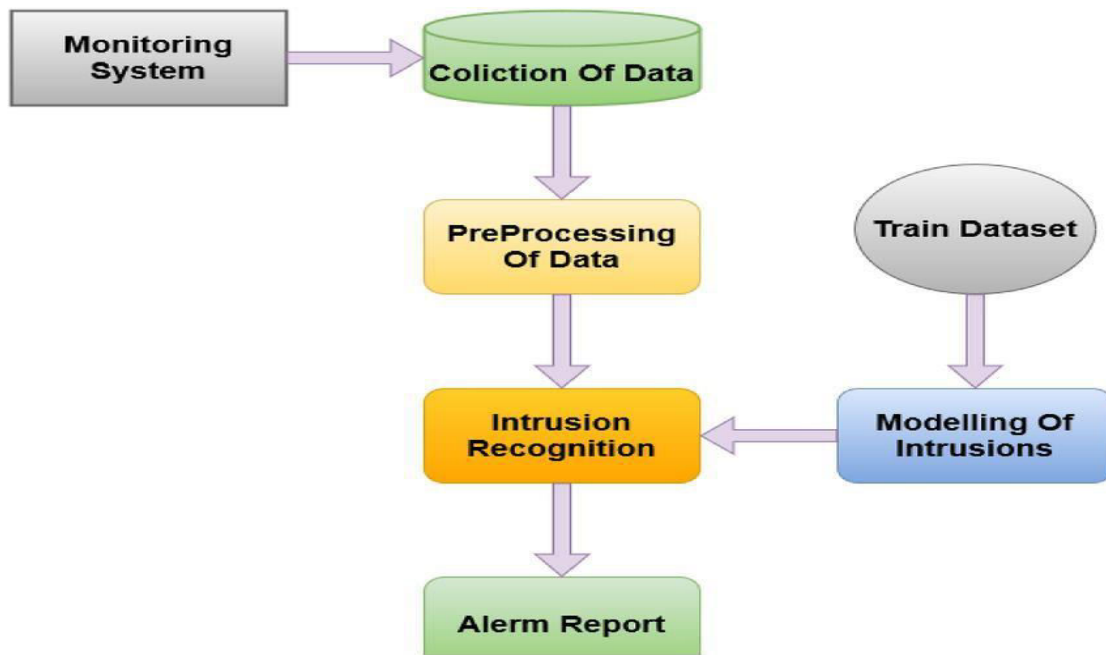 Monitoring
System
Coliction Of Data
PreProcessing
Of Data
Train Dataset
Intrusion
Recognition
Modelling Of
Intrusions
Alerm Report